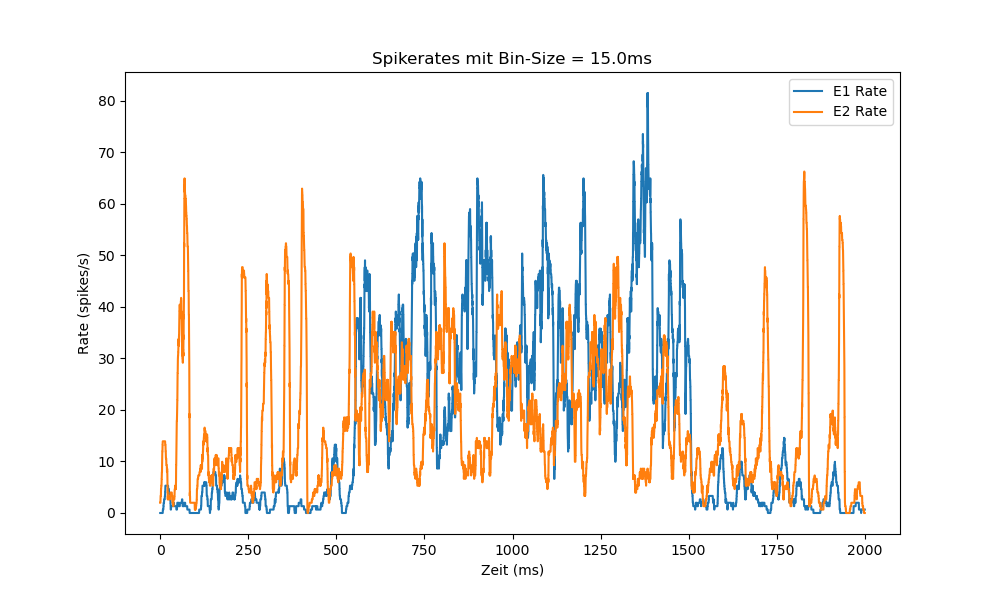 Spikerates mit Bin-Size = 15.0ms
E1 Rate
E2 Rate
Rate (spikes/s)
80
70
60
50
40
30
20
10
0
0 250 500 750 1000 1250 1500 1750 2000
Zeit (ms)